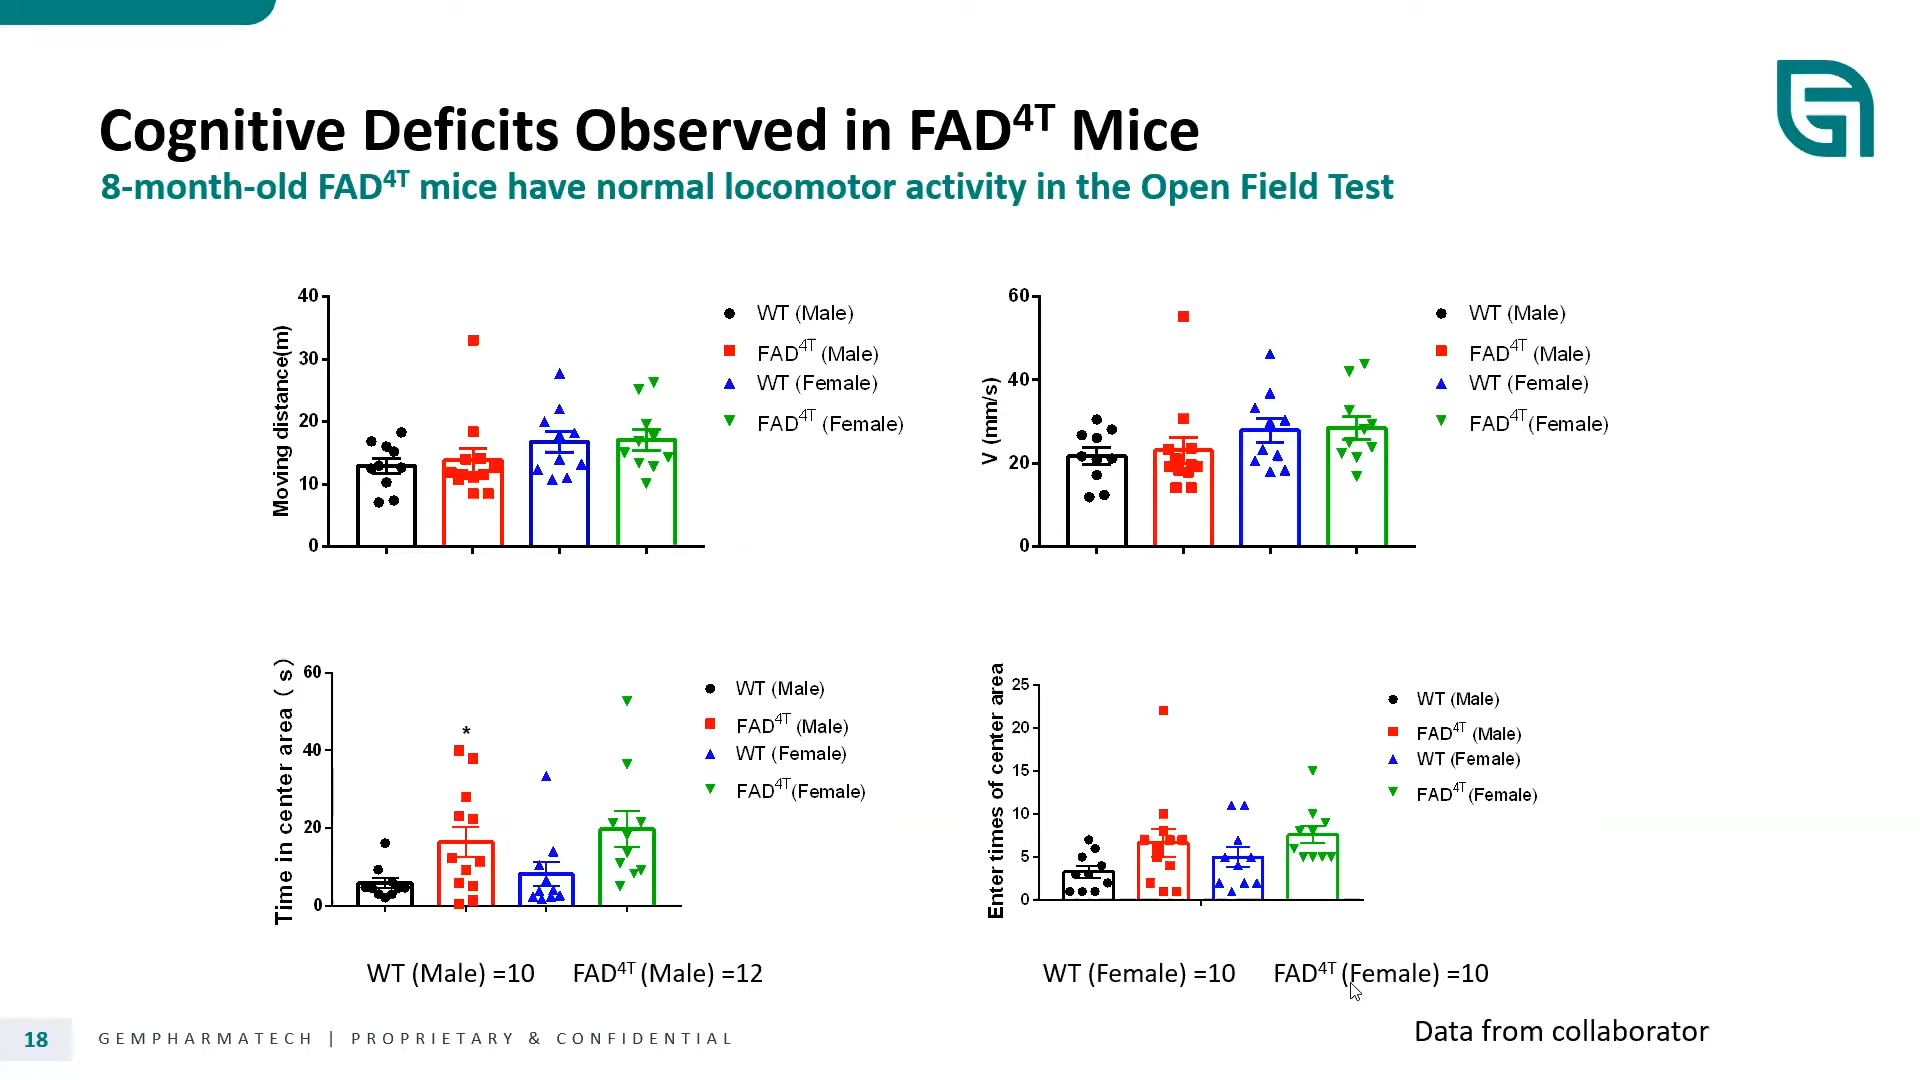 Cognitive Deficits Observed in FAD4T Mice
8-month-old FAD4T mice have normal locomotor activity in the Open Field Test
Moving distance(m)
40
30
20
10
0
WT (Male)
FAD4T (Male)
WT (Female)
FAD4T (Female)
V (mm/s)
60
40
20
0
WT (Male)
FAD4T (Male)
WT (Female)
FAD4T (Female)
Time in center area ( s)
60
40
20
0
*
WT (Male)
FAD4T (Male)
WT (Female)
FAD4T (Female)
Enter times of center area
25
20
15
10
5
0
WT (Male)
FAD4T (Male)
WT (Female)
FAD4T (Female)
WT (Male) =10 FAD4T (Male) =12 WT (Female) =10 FAD4T (Female) =10
Data from collaborator
18 GEMPHARMATECH | PROPRIETARY & CONFIDENTIAL